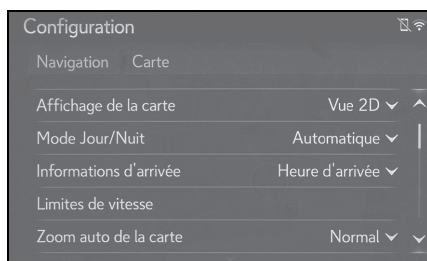 Configuration
Navigation Carte
Affichage de la carte Vue 2D
Mode Jour/Nuit Automatique
Informations d'arrivée Heure d'arrivée
Limites de vitesse
Zoom auto de la carte Normal